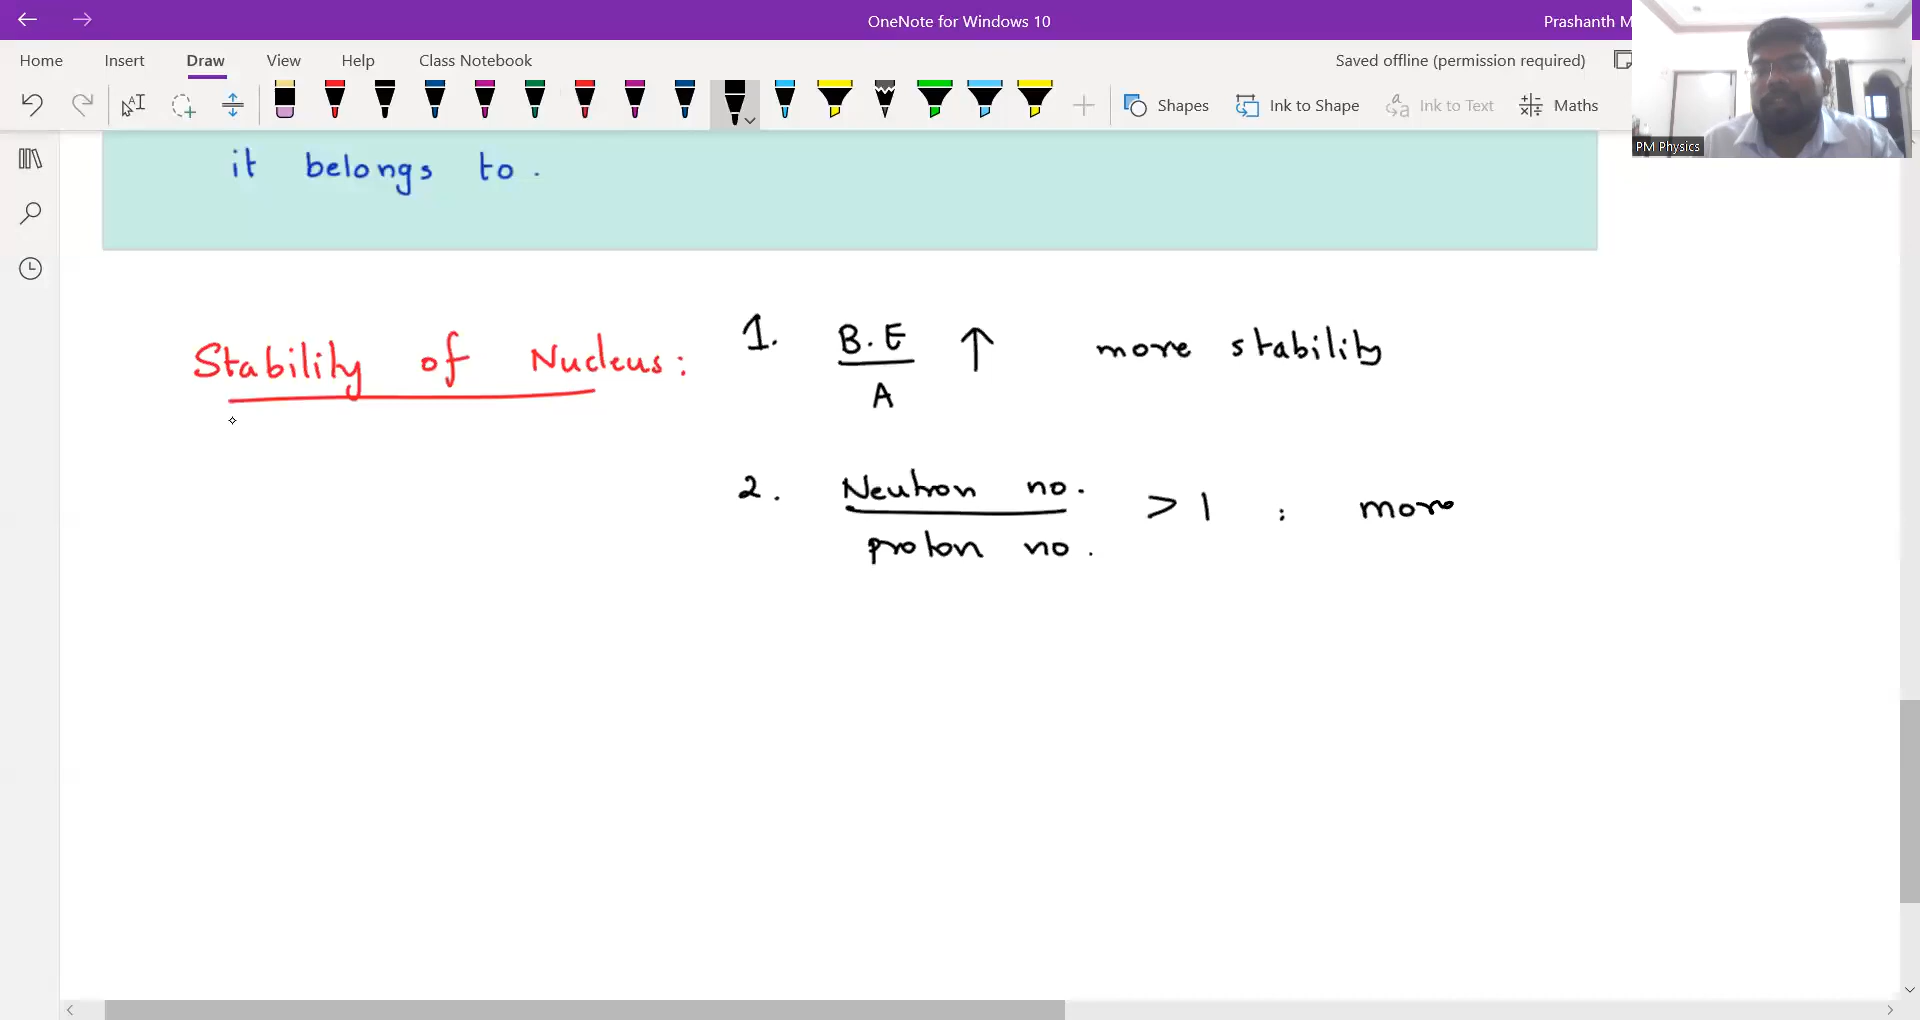 OneNote for Windows 10
Prashanth M
Home Insert Draw View Help Class Notebook
Saved offline (permission required)
Shapes Ink to Shape Ink to Text Maths
PM Physics
it belongs to.
Stability of Nucleus:
1. B.E ↑ more stability
A
2. Neutron no. > 1 : more
proton no.